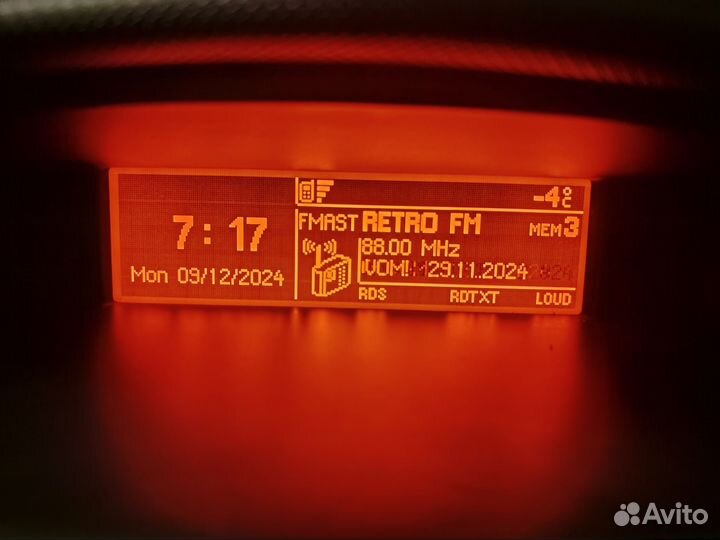 7:17
Mon 09/12/2024
-4°C
FMAST RETRO FM MEM3
88.00 MHz
29.11.2024
RDS RDTXT LOUD
Avito